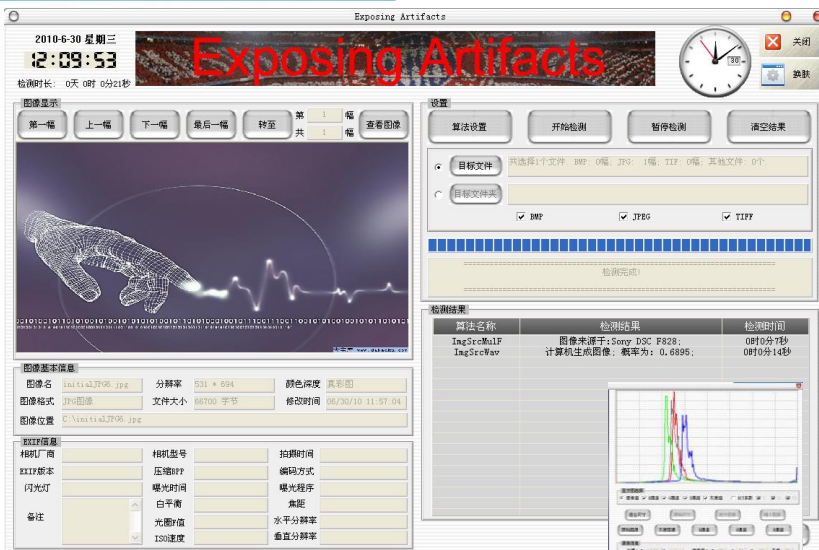 Exposing Artifacts
2010-6-30 星期三
12:09:53
检测时长: 0天 0时 0分21秒
Exposing Artifacts
30
关闭
换肤
图像显示
第一幅 上一幅 下一幅 最后一幅 转至 第 1 幅 共 1 幅 查看图像
设置
算法设置 开始检测 暂停检测 清空结果
目标文件 共选择1个文件. BMP: 0幅; JPG: 1幅; TIF: 0幅; 其他文件: 0个.
目标文件夹
BMP JPEG TIFF
检测完成!
检测结果
算法名称 检测结果 检测时间
ImgSrcMulF 图像来源于:Sony DSC F828; 0时0分7秒
ImgSrcWav 计算机生成图像; 概率为: 0.6895; 0时0分14秒
图像基本信息
图像名 initialJPG6.jpg 分辨率 531 * 694 颜色深度 真彩图
图像格式 JPG图像 文件大小 66700 字节 修改时间 06/30/10 11:57:04
图像位置 C:\initialJPG6.jpg
EXIF信息
相机厂商 相机型号 拍摄时间
EXIF版本 压缩BPP 编码方式
闪光灯 曝光时间 曝光程序
备注 白平衡 焦距
光圈F值 水平分辨率
ISO速度 垂直分辨率